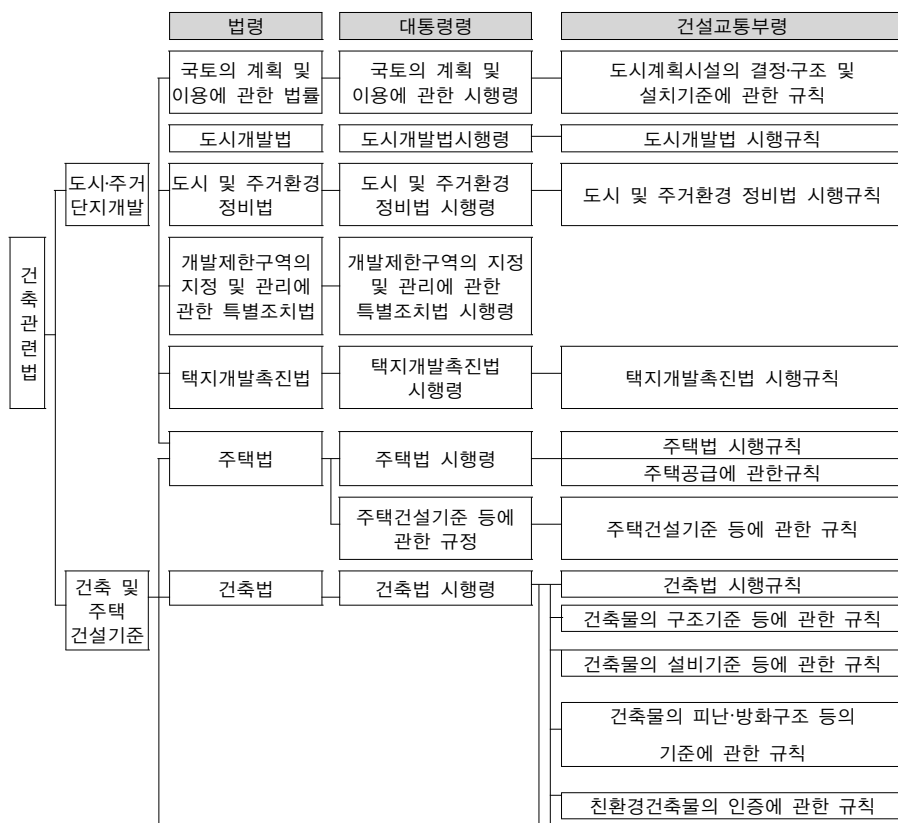 법령
대통령령
건설교통부령
국토의 계획 및
이용에 관한 법률
국토의 계획 및
이용에 관한 시행령
도시계획시설의 결정·구조 및
설치기준에 관한 규칙
도시개발법
도시개발법시행령
도시개발법 시행규칙
도시·주거
단지개발
도시 및 주거환경
정비법
도시 및 주거환경
정비법 시행령
도시 및 주거환경 정비법 시행규칙
건
축
관
련
법
개발제한구역의
지정 및 관리에
관한 특별조치법
개발제한구역의 지정
및 관리에 관한
특별조치법 시행령
택지개발촉진법
택지개발촉진법
시행령
택지개발촉진법 시행규칙
주택법
주택법 시행령
주택법 시행규칙
주택공급에 관한규칙
주택건설기준 등에
관한 규정
주택건설기준 등에 관한 규칙
건축 및
주택
건설기준
건축법
건축법 시행령
건축법 시행규칙
건축물의 구조기준 등에 관한 규칙
건축물의 설비기준 등에 관한 규칙
건축물의 피난·방화구조 등의
기준에 관한 규칙
친환경건축물의 인증에 관한 규칙